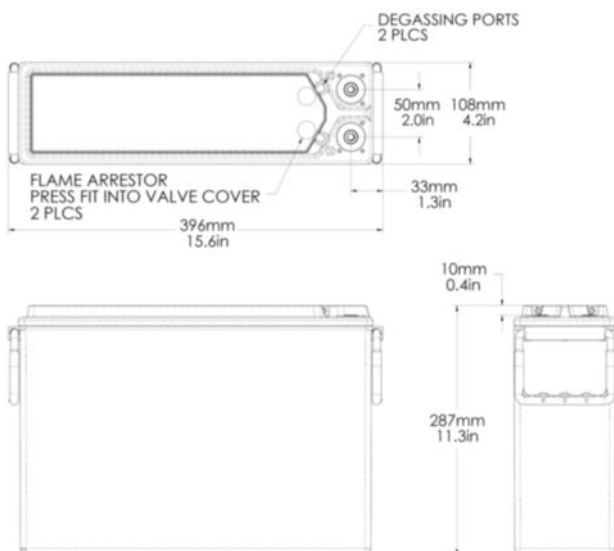 DEGASSING PORTS
2 PLCS
50mm
2.0in
108mm
4.2in
FLAME ARRESTOR
PRESS FIT INTO VALVE COVER
2 PLCS
33mm
1.3in
396mm
15.6in
10mm
0.4in
287mm
11.3in